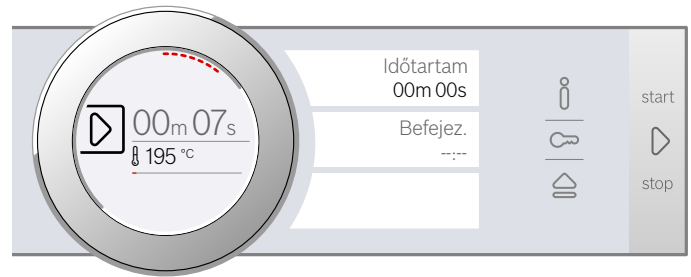 00m 07s
195 °C
Időtartam
00m 00s
Befejez.
--:--
start
stop